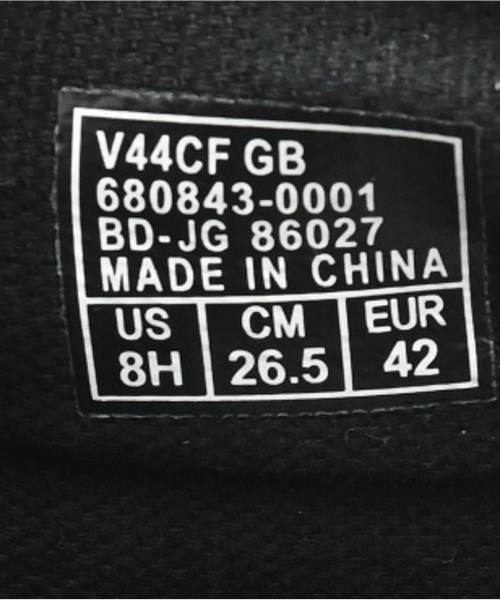 V44CF GB
680843-0001
BD-JG 86027
MADE IN CHINA
US CM EUR
8H 26.5 42